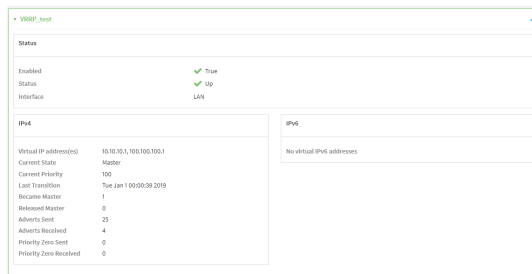 VRRP_test
Status
Enabled True
Status Up
Interface LAN
IPv4
Virtual IP address(es) 10.10.10.1, 100.100.100.1
Current State Master
Current Priority 100
Last Transition Tue Jan 1 00:00:39 2019
Became Master 1
Released Master 0
Adverts Sent 25
Adverts Received 4
Priority Zero Sent 0
Priority Zero Received 0
IPv6
No virtual IPv6 addresses